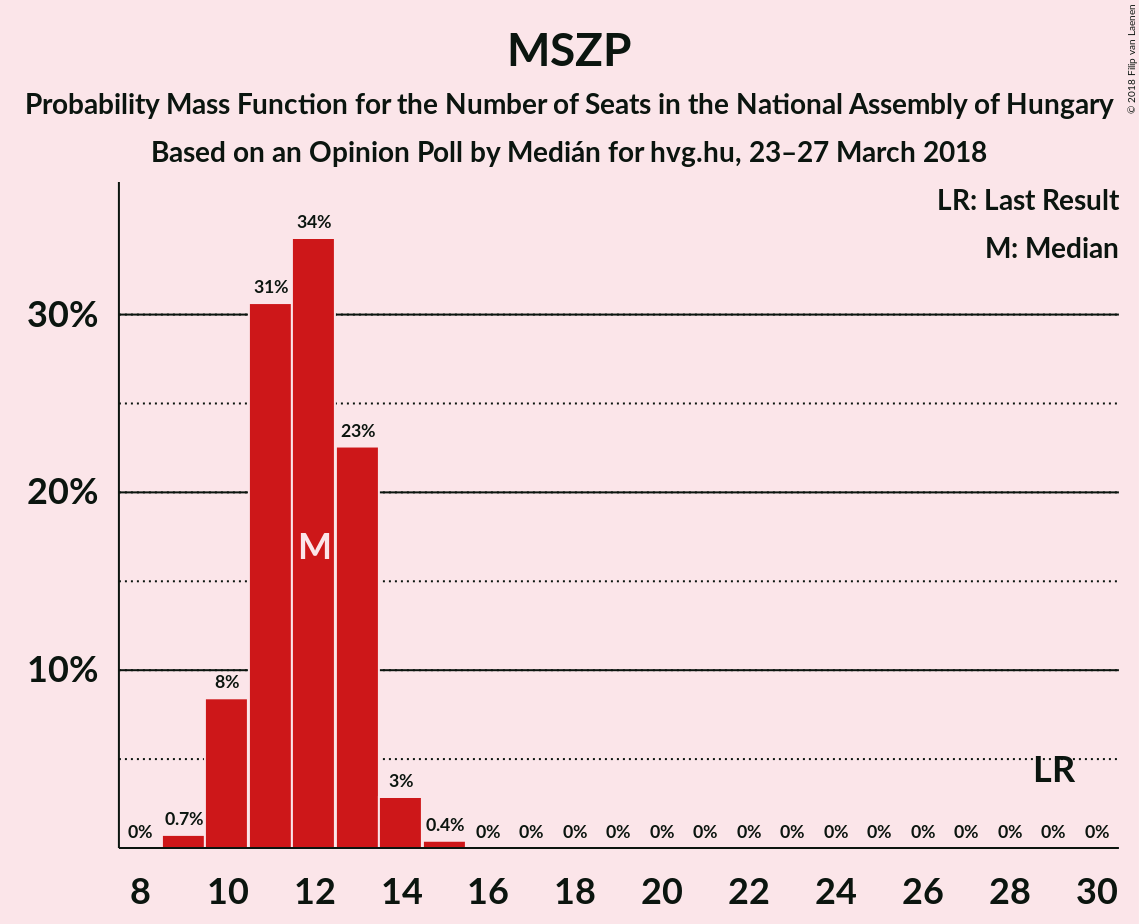 MSZP
Probability Mass Function for the Number of Seats in the National Assembly of Hungary
Based on an Opinion Poll by Medián for hvg.hu, 23–27 March 2018
© 2018 Filip van Laenen
LR: Last Result
M: Median
30%
20%
10%
0%
0.7%
8%
31%
34%
23%
3%
0.4%
0% 0% 0% 0% 0% 0% 0% 0% 0% 0% 0% 0% 0% 0% 0%
M
LR
8 10 12 14 16 18 20 22 24 26 28 30